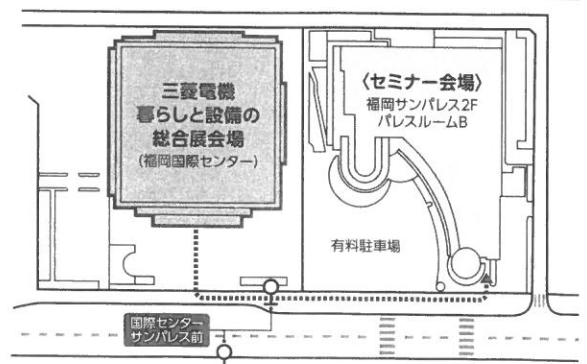 三菱電機
暮らしと設備の
総合展会場
(福岡国際センター)
〈セミナー会場〉
福岡サンパレス2F
パレスルームB
有料駐車場
国際センター
サンパレス前